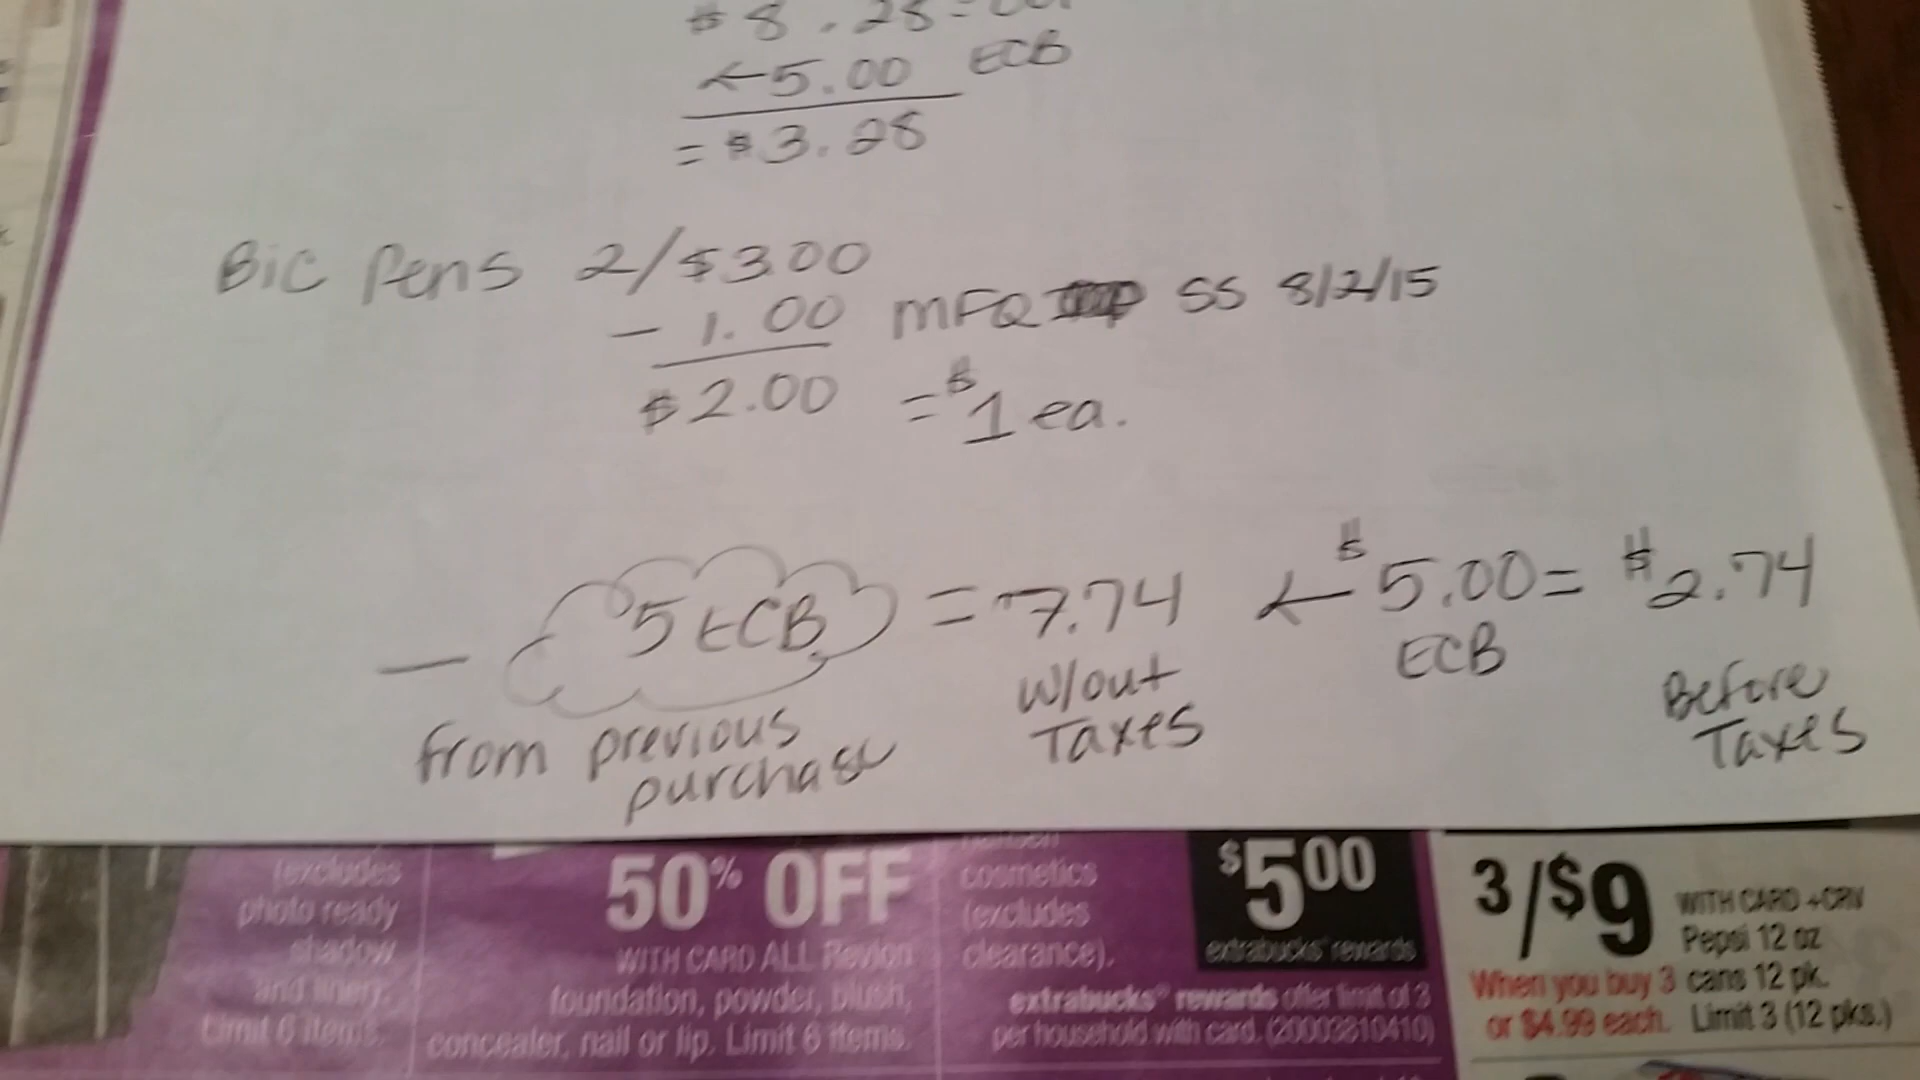 $8.28 =
←5.00 ECB
= $3.28
Bic Pens 2/$3.00
- 1.00 MFQ SS 8/2/15
$2.00 = $1 ea.
— 5 ECB = 7.74 ←$5.00 = $2.74
from previous purchase
w/out Taxes
ECB
Before Taxes
(excludes
photo ready
shadow
and linery.
Limit 6 items.
50% OFF
WITH CARD ALL Revlon
foundation, powder, blush,
concealer, nail or lip. Limit 6 items.
cosmetics
(excludes
clearance).
$5.00
extrabucks® rewards
extrabucks® rewards offer limit of 3
per household with card. (20003810410)
3/$9
WITH CARD +CRV
Pepsi 12 oz
When you buy 3 cans 12 pk.
or $4.99 each. Limit 3 (12 pks.)